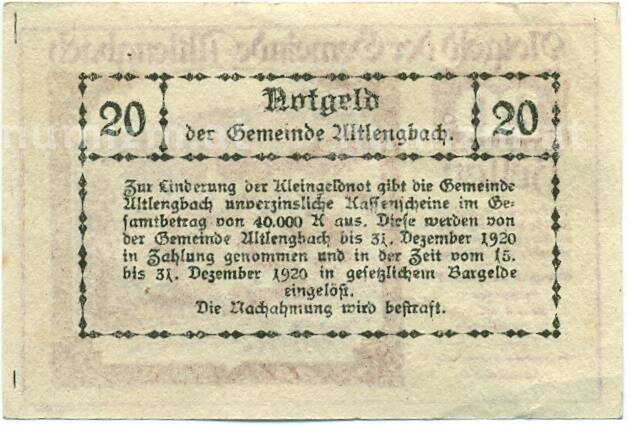 20
Notgeld
20
der Gemeinde Altlengbach.
Zur Linderung der Kleingeldnot gibt die Gemeinde
Altlengbach unverzinsliche Kassenscheine im Ge-
samtbetrag von 40.000 K aus. Diese werden von
der Gemeinde Altlengbach bis 31. Dezember 1920
in Zahlung genommen und in der Zeit vom 15.
bis 31. Dezember 1920 in gesetzlichem Bargelde
eingelöst.
Die Nachahmung wird bestraft.